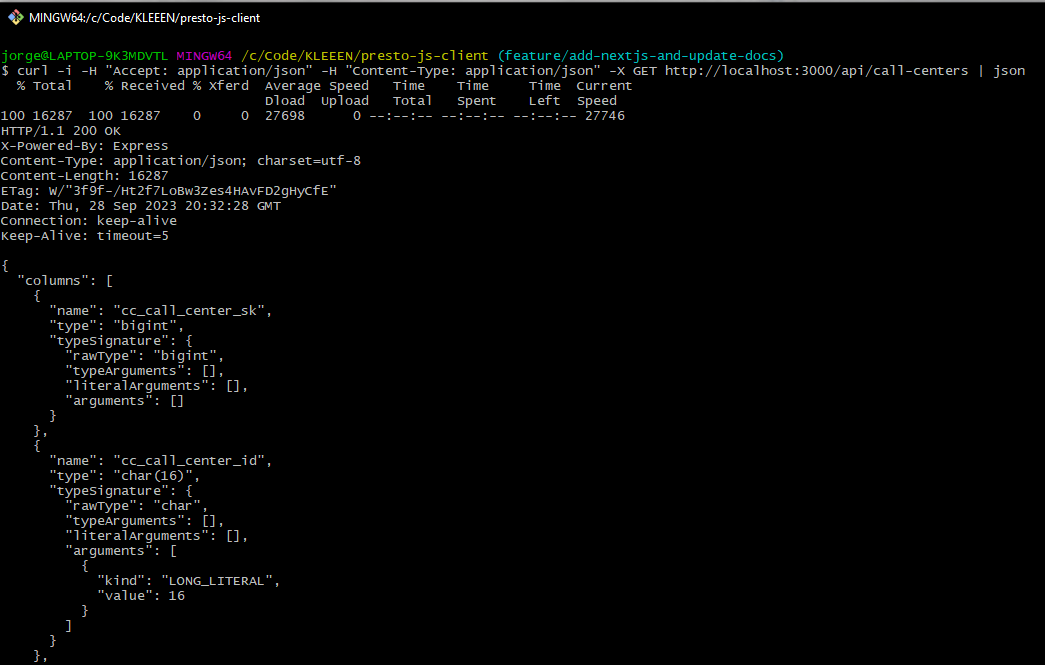 MINGW64:/c/Code/KLEEEN/presto-js-client
jorge@LAPTOP-9K3MDVTL MINGW64 /c/Code/KLEEEN/presto-js-client (feature/add-nextjs-and-update-docs)
$ curl -i -H "Accept: application/json" -H "Content-Type: application/json" -X GET http://localhost:3000/api/call-centers | json
  % Total    % Received % Xferd  Average Speed   Time    Time     Time  Current
                                 Dload  Upload   Total   Spent    Left  Speed
100 16287  100 16287    0     0  27698      0 --:--:-- --:--:-- --:--:-- 27746
HTTP/1.1 200 OK
X-Powered-By: Express
Content-Type: application/json; charset=utf-8
Content-Length: 16287
ETag: W/"3f9f-/Ht2f7LoBw3Zes4HAvFD2gHyCfE"
Date: Thu, 28 Sep 2023 20:32:28 GMT
Connection: keep-alive
Keep-Alive: timeout=5

{
  "columns": [
    {
      "name": "cc_call_center_sk",
      "type": "bigint",
      "typeSignature": {
        "rawType": "bigint",
        "typeArguments": [],
        "literalArguments": [],
        "arguments": []
      }
    },
    {
      "name": "cc_call_center_id",
      "type": "char(16)",
      "typeSignature": {
        "rawType": "char",
        "typeArguments": [],
        "literalArguments": [],
        "arguments": [
          {
            "kind": "LONG_LITERAL",
            "value": 16
          }
        ]
      }
    },